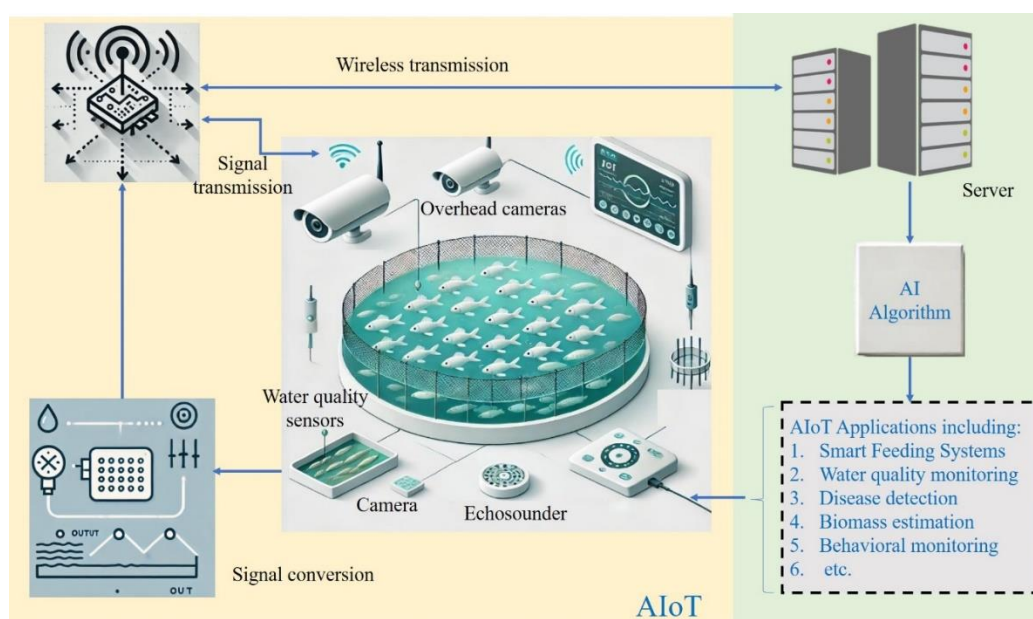 Wireless transmission
Signal
transmission
Overhead cameras
Server
AI
Algorithm
Water quality
sensors
Camera
Echosounder
OUTUT
OUT
Signal conversion
AIoT Applications including:
1. Smart Feeding Systems
2. Water quality monitoring
3. Disease detection
4. Biomass estimation
5. Behavioral monitoring
6. etc.
AIoT